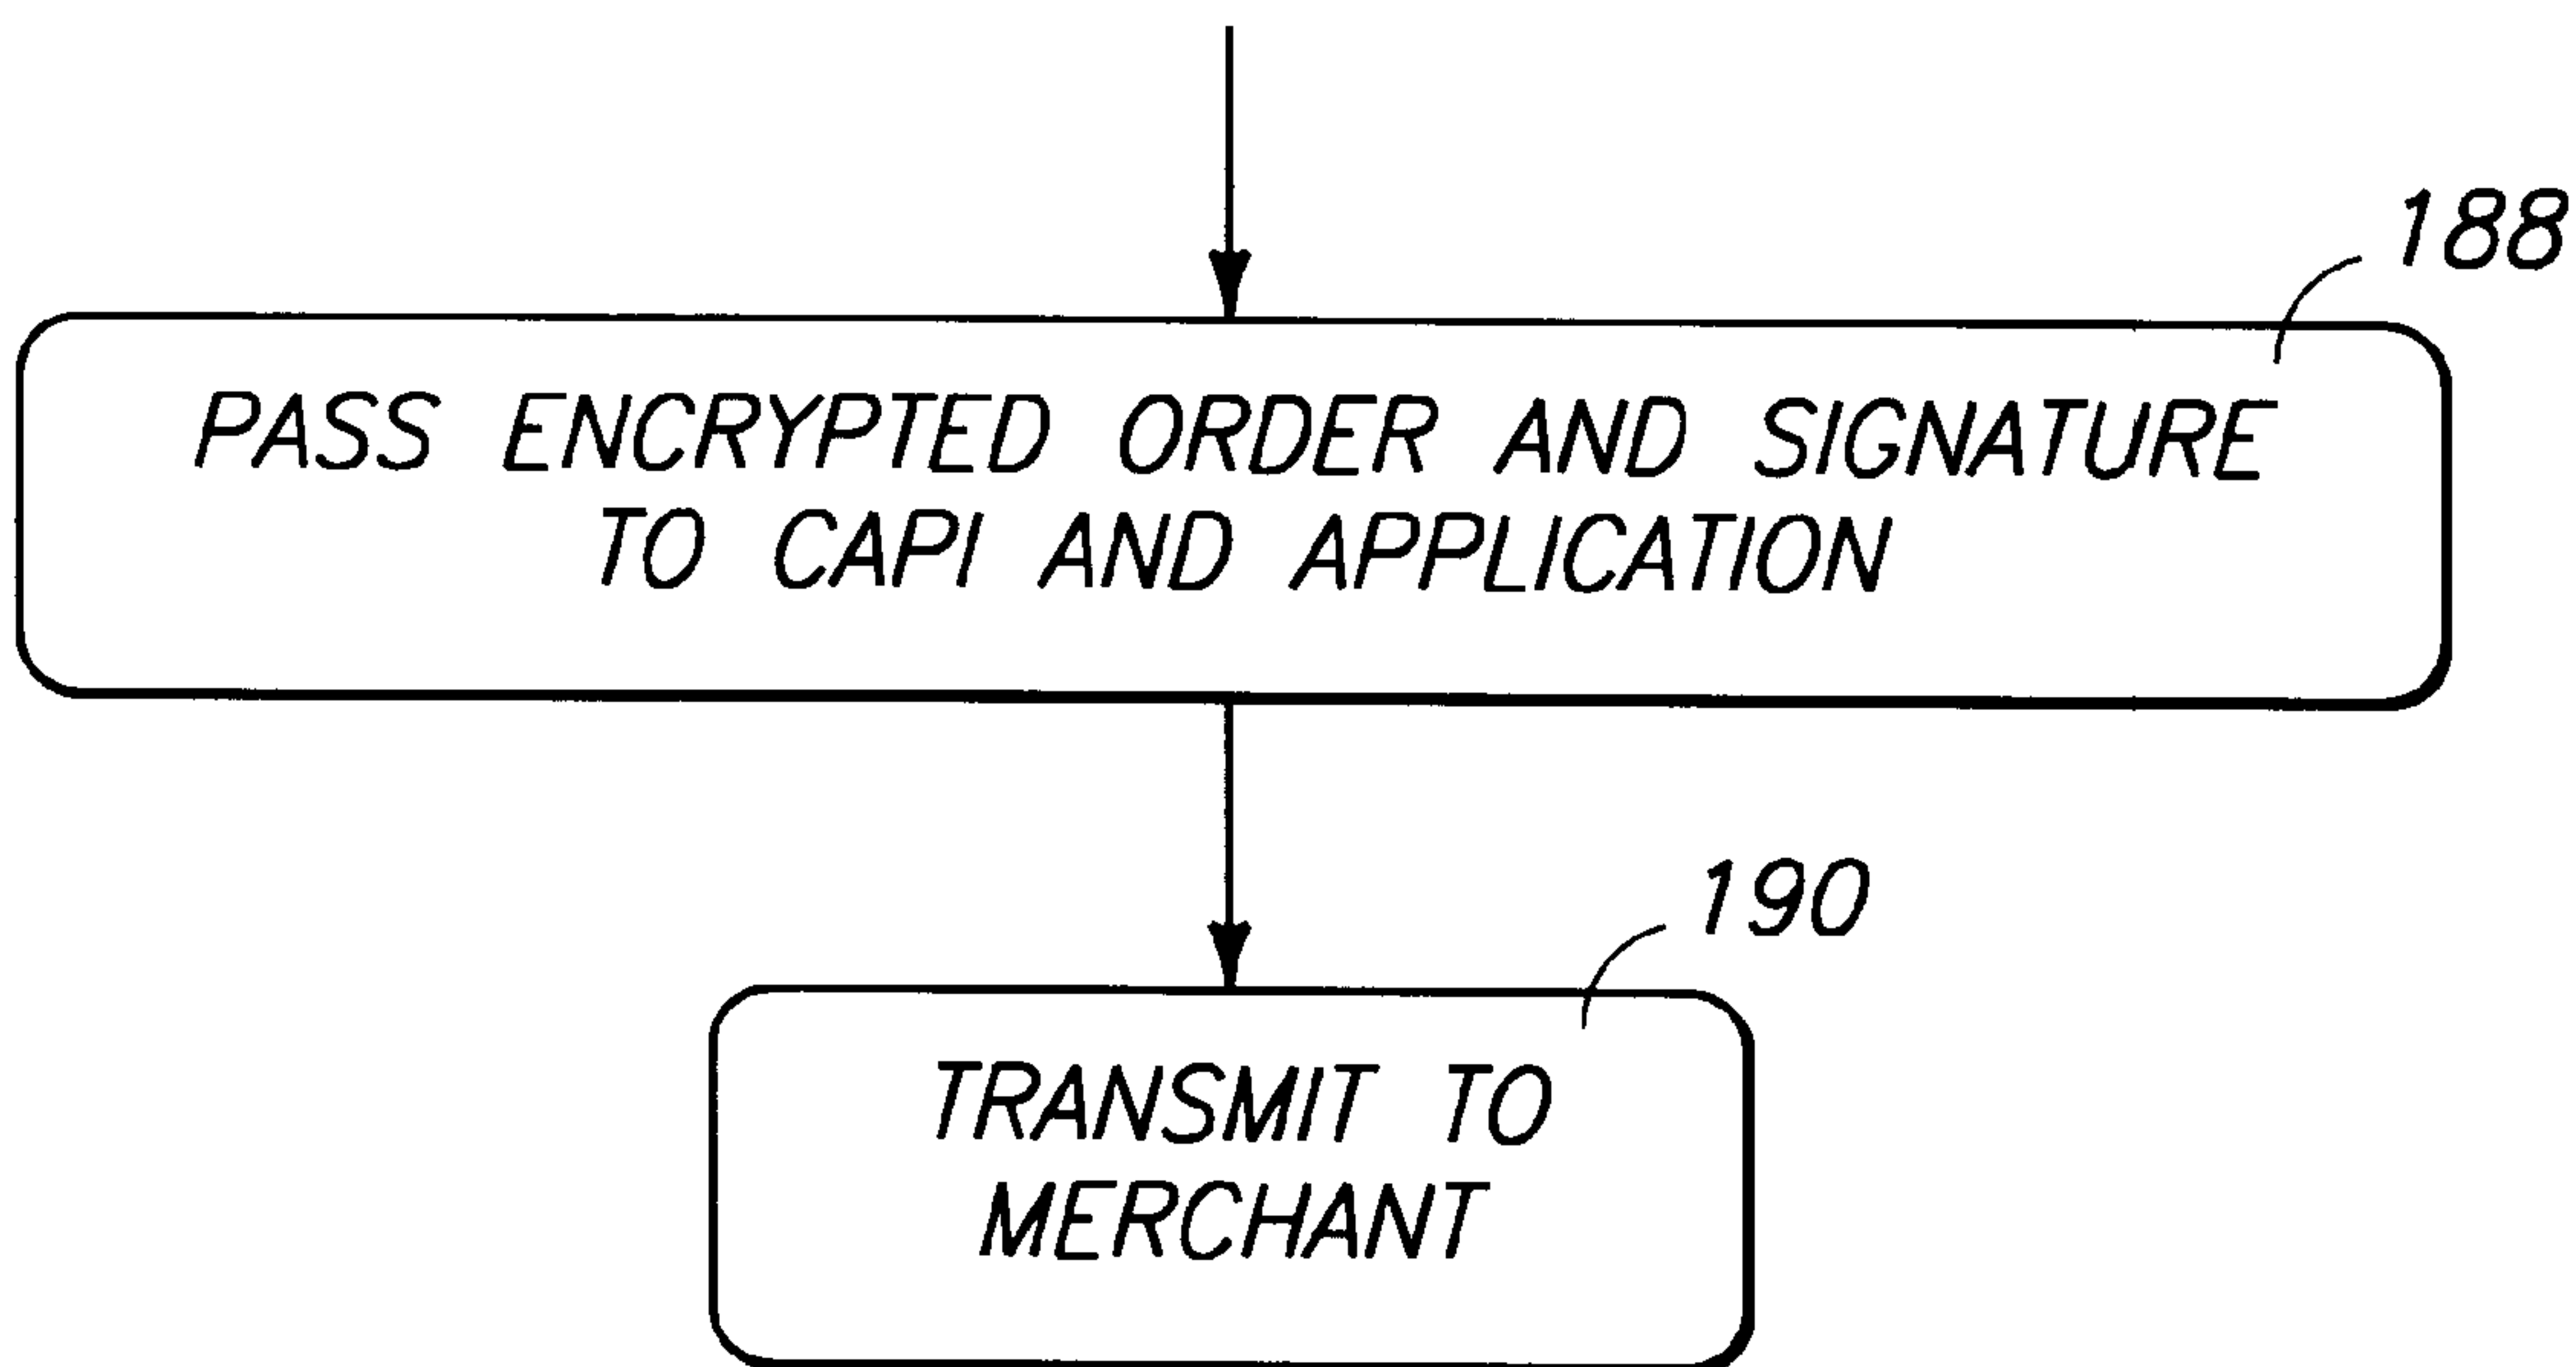 188
PASS ENCRYPTED ORDER AND SIGNATURE
TO CAPI AND APPLICATION
190
TRANSMIT TO
MERCHANT